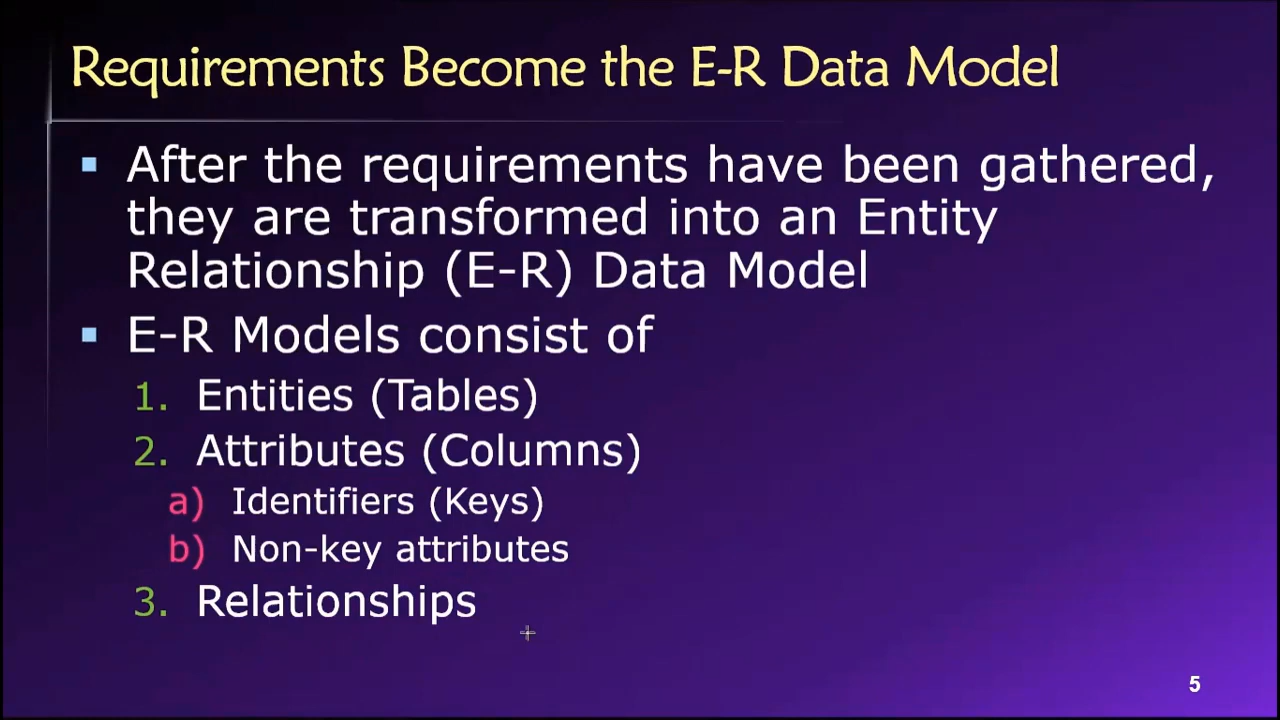 Requirements Become the E-R Data Model
▪ After the requirements have been gathered,
they are transformed into an Entity
Relationship (E-R) Data Model
▪ E-R Models consist of
1. Entities (Tables)
2. Attributes (Columns)
a) Identifiers (Keys)
b) Non-key attributes
3. Relationships
5